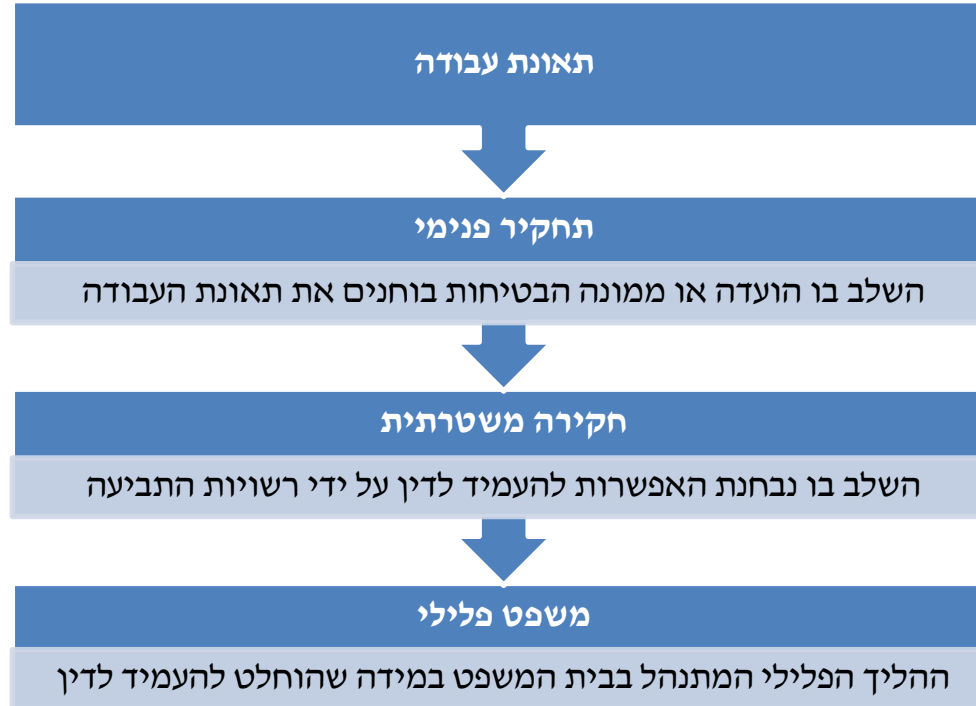 תאונת עבודה
תחקיר פנימי
השלב בו הועדה או ממונה הבטיחות בוחנים את תאונת העבודה
חקירה משטרתית
השלב בו נבחנת האפשרות להעמיד לדין על ידי רשויות התביעה
משפט פלילי
ההליך הפלילי המתנהל בבית המשפט במידה שהוחלט להעמיד לדין